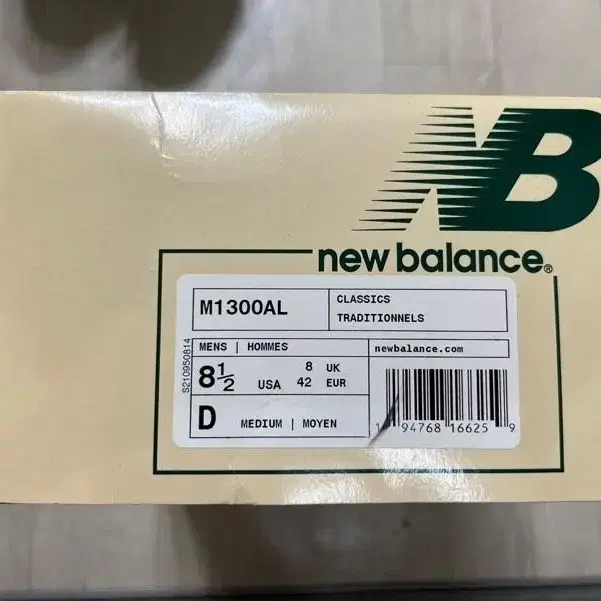 NB
new balance®
M1300AL
CLASSICS
TRADITIONNELS
MENS | HOMMES
newbalance.com
8½ USA
8 UK
42 EUR
D MEDIUM | MOYEN
1 94768 16625 9
S210950814